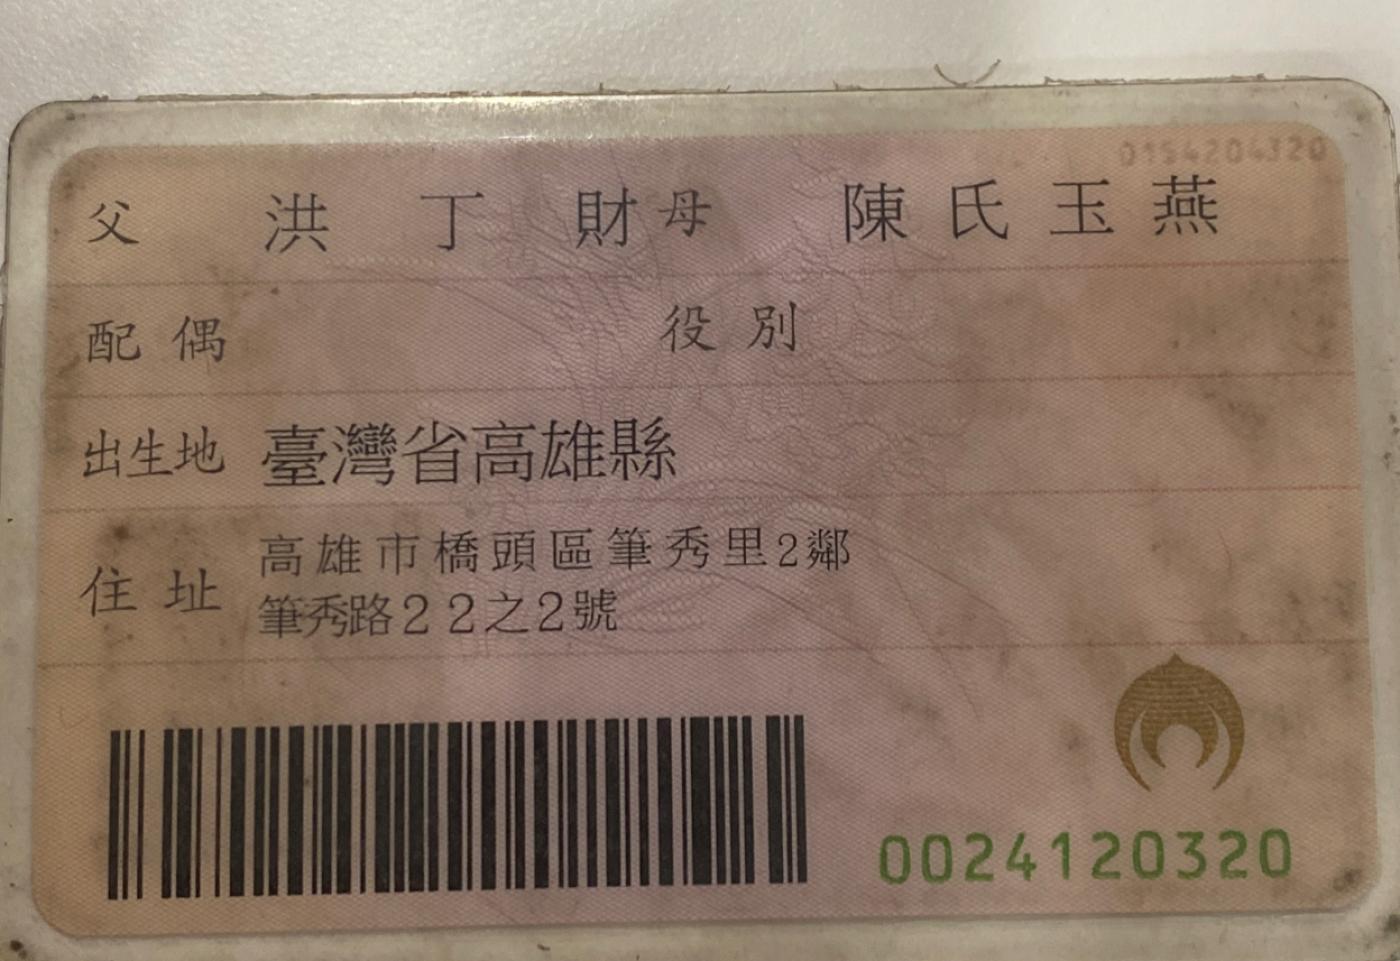 0154204320
父 洪丁財 母 陳氏玉燕
配偶 役別
出生地 臺灣省高雄縣
住址 高雄市橋頭區筆秀里2鄰
筆秀路22之2號
0024120320